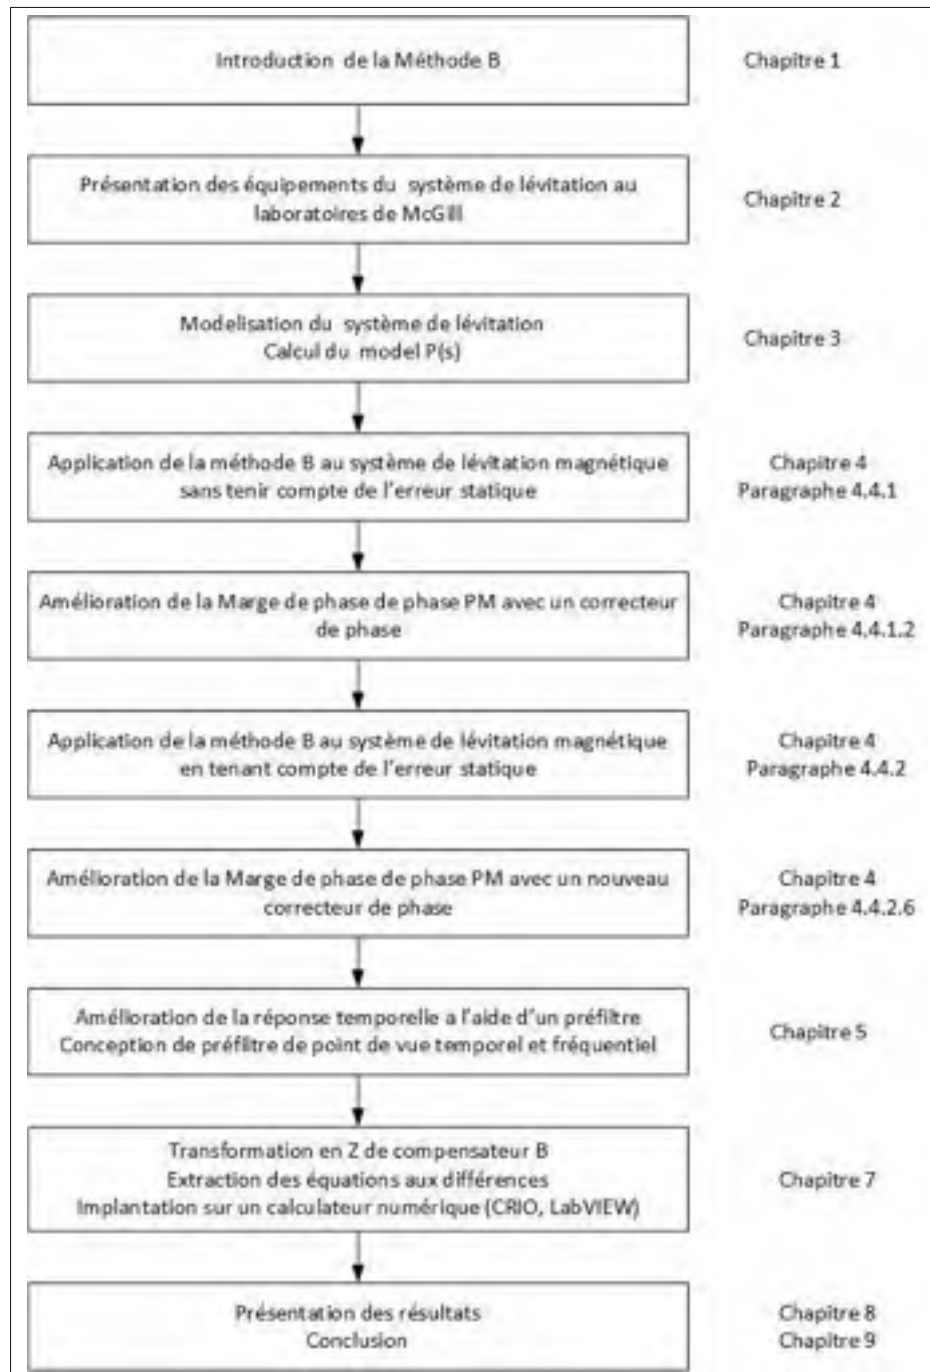 Introduction de la Méthode B
Chapitre 1
Présentation des équipements du système de lévitation au
laboratoires de McGill
Chapitre 2
Modelisation du système de lévitation
Calcul du model P(s)
Chapitre 3
Application de la méthode B au système de lévitation magnétique
sans tenir compte de l'erreur statique
Chapitre 4
Paragraphe 4.4.1
Amélioration de la Marge de phase de phase PM avec un correcteur
de phase
Chapitre 4
Paragraphe 4.4.1.2
Application de la méthode B au système de lévitation magnétique
en tenant compte de l'erreur statique
Chapitre 4
Paragraphe 4.4.2
Amélioration de la Marge de phase de phase PM avec un nouveau
correcteur de phase
Chapitre 4
Paragraphe 4.4.2.6
Amélioration de la réponse temporelle a l'aide d'un préfiltre
Conception de préfiltre de point de vue temporel et fréquentiel
Chapitre 5
Transformation en Z de compensateur B
Extraction des équations aux différences
Implantation sur un calculateur numérique (CRIO, LabVIEW)
Chapitre 7
Présentation des résultats
Conclusion
Chapitre 8
Chapitre 9